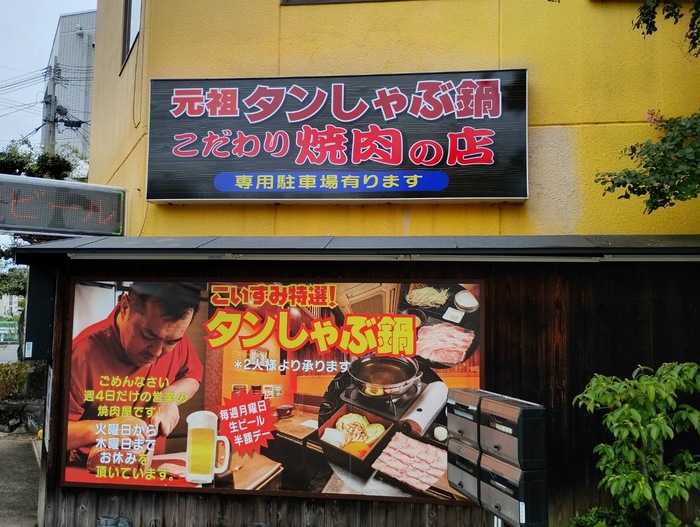 元祖タンしゃぶ鍋
こだわり焼肉の店
専用駐車場有ります
ビール
こいずみ特選!
タンしゃぶ鍋
*2人様より承ります
ごめんなさい
週4日だけの営業の
焼肉屋です!
火曜日から
木曜日まで
お休みを
頂いています。
毎週月曜日
生ビール
半額デー